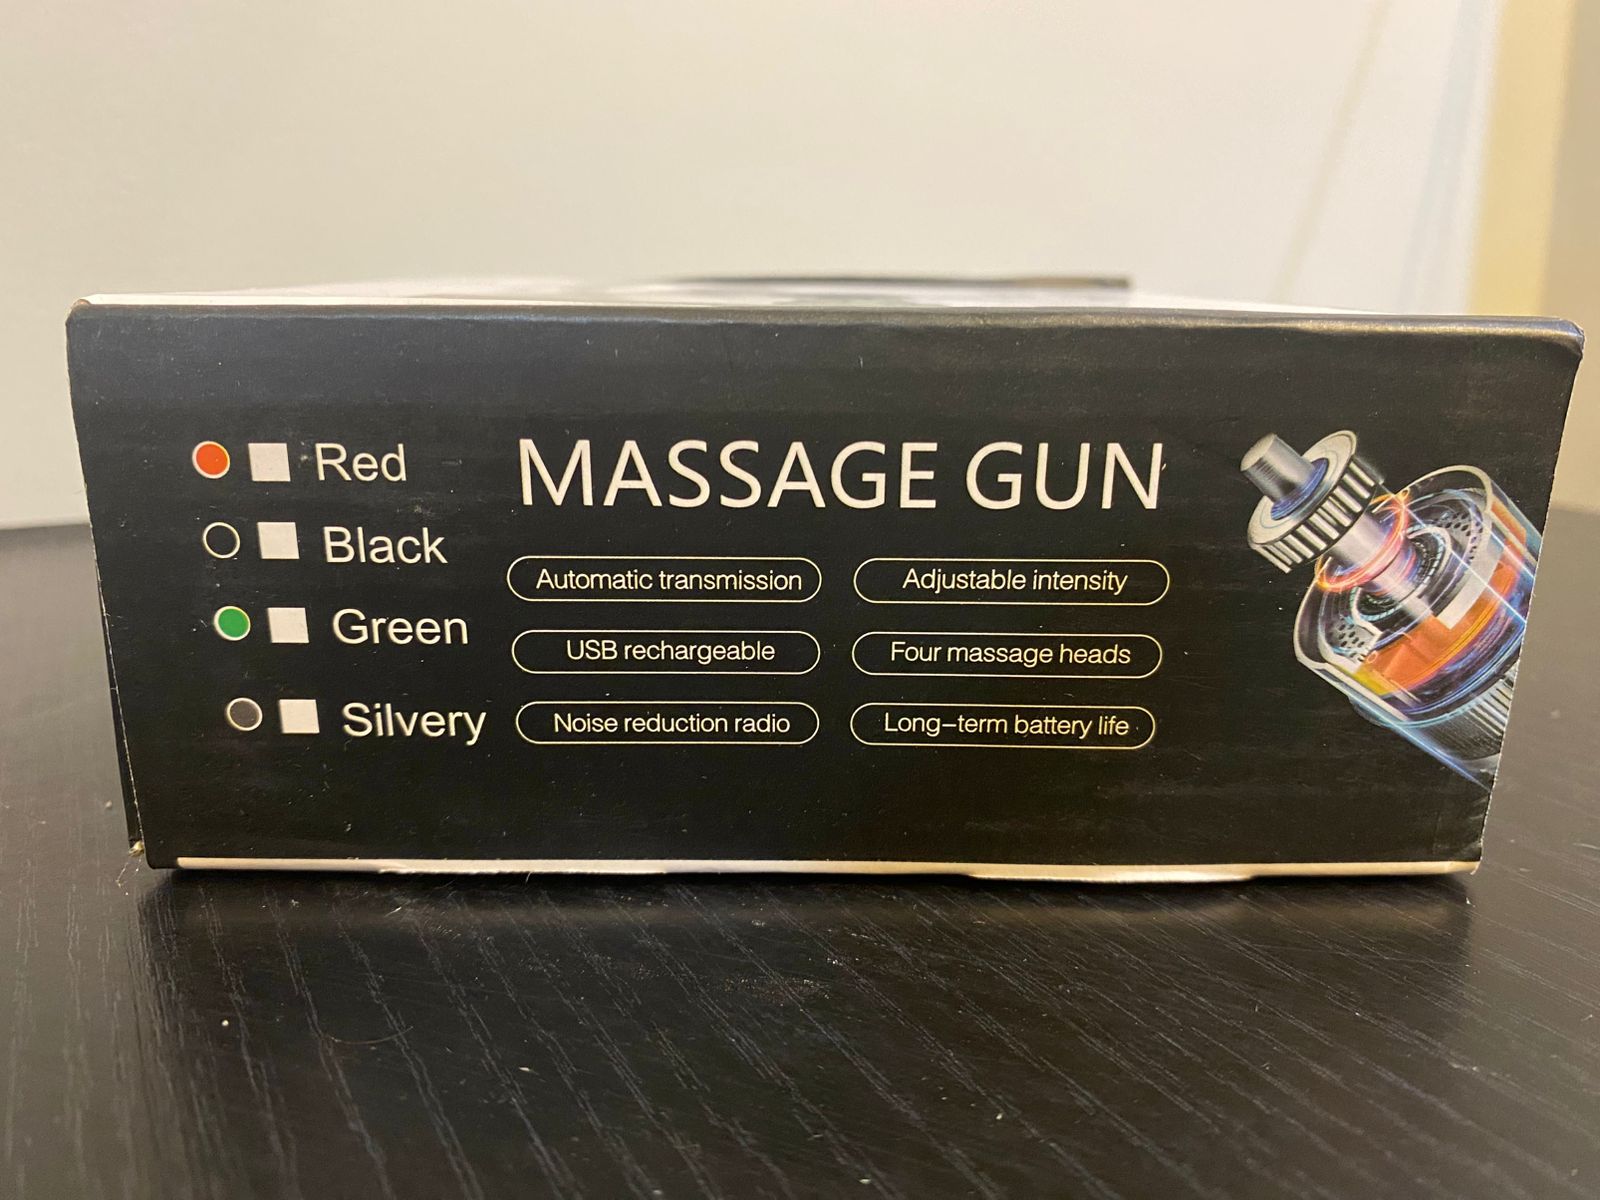 Red
Black
Green
Silvery
MASSAGE GUN
Automatic transmission
Adjustable intensity
USB rechargeable
Four massage heads
Noise reduction radio
Long-term battery life